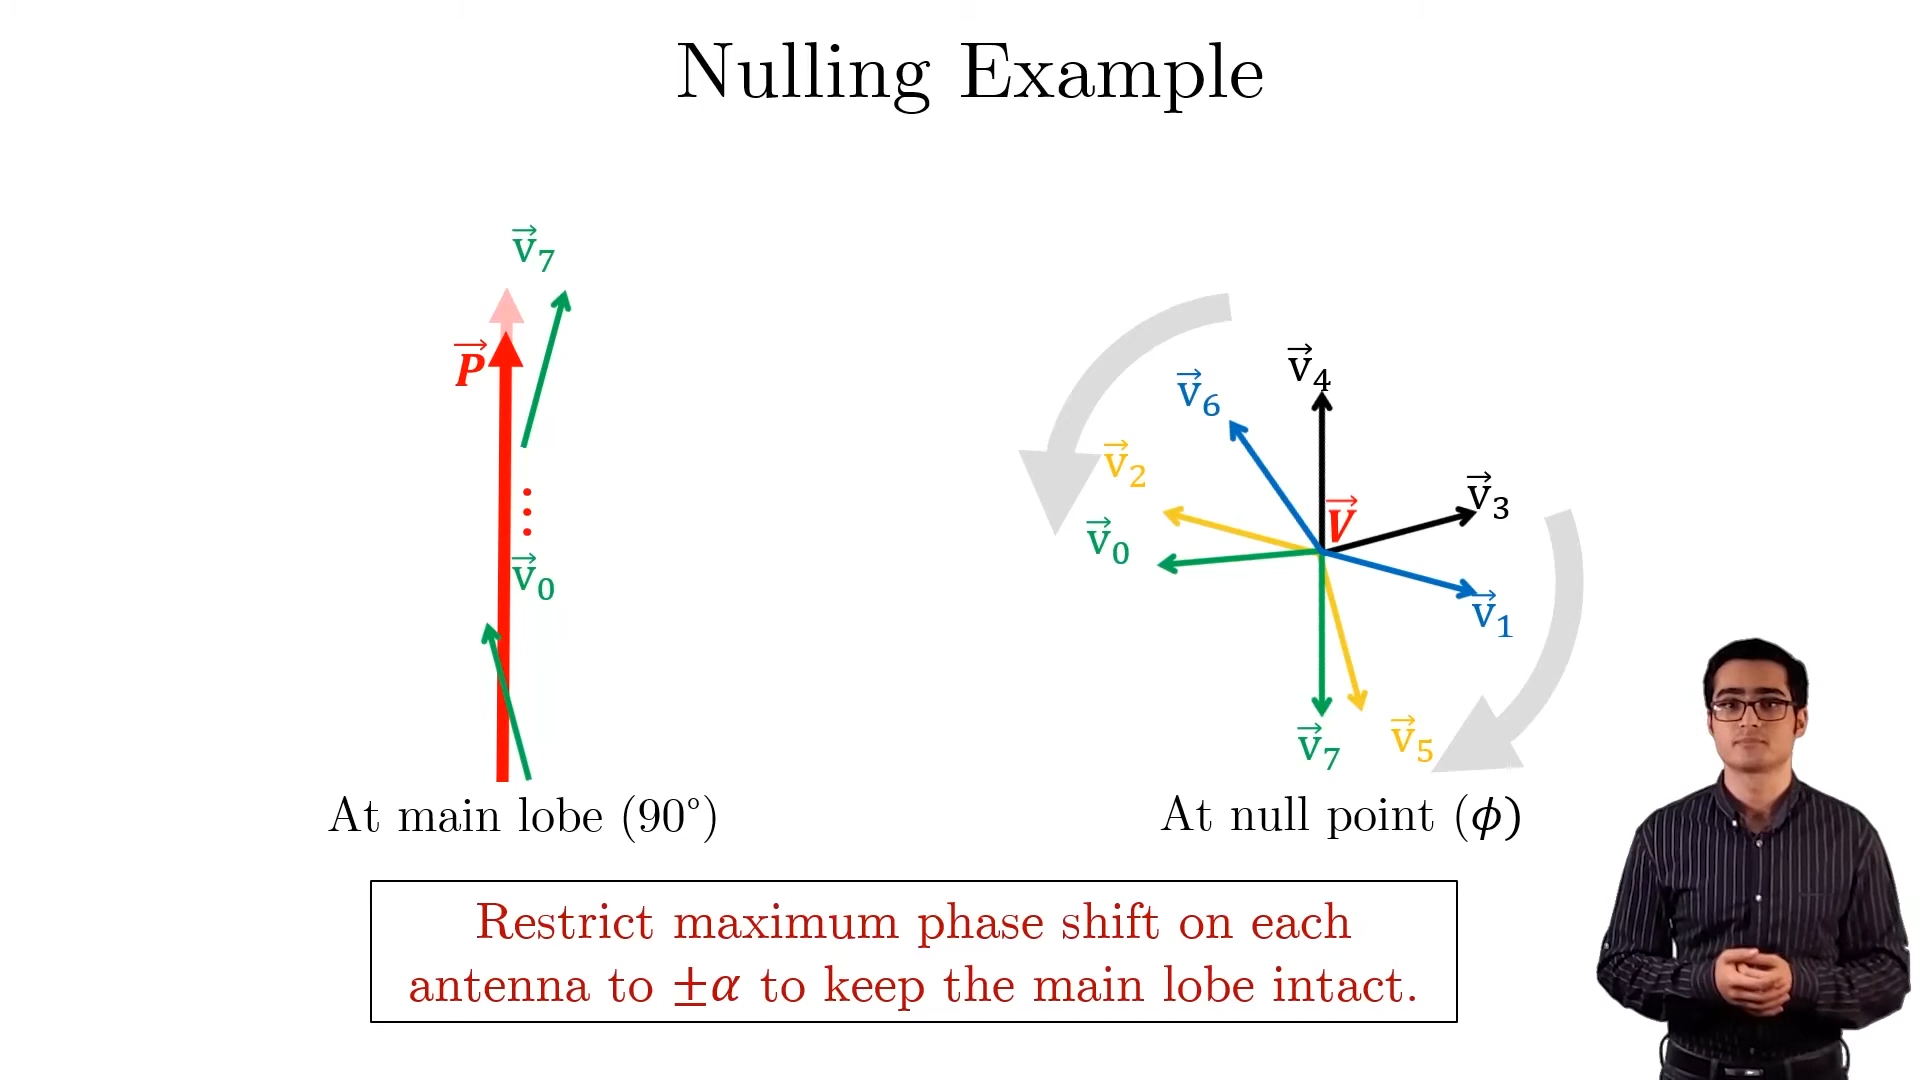 Nulling Example
v⃗₇
P⃗
⋮
v⃗₀
At main lobe (90°)
v⃗₄
v⃗₆
v⃗₂
v⃗₃
V⃗
v⃗₀
v⃗₁
v⃗₇
v⃗₅
At null point (ϕ)
Restrict maximum phase shift on each
antenna to ±α to keep the main lobe intact.